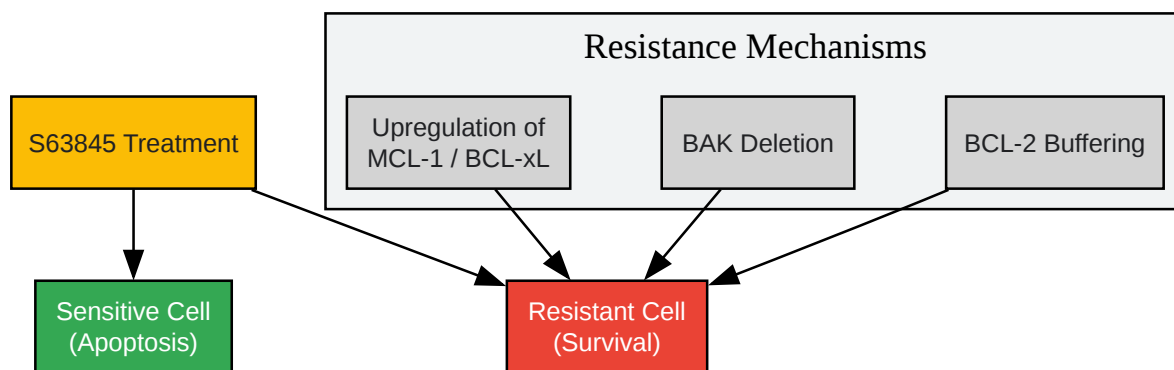 Resistance Mechanisms
S63845 Treatment
Upregulation of
MCL-1 / BCL-xL
BAK Deletion
BCL-2 Buffering
Sensitive Cell
(Apoptosis)
Resistant Cell
(Survival)